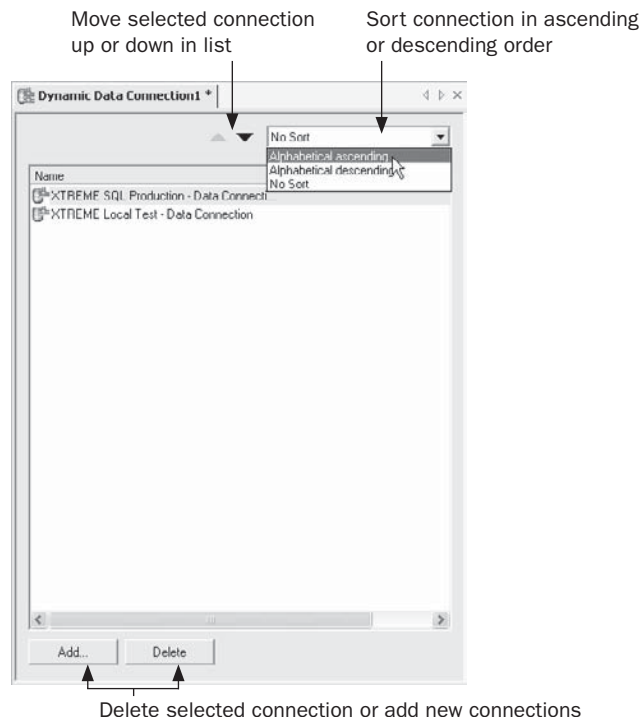 Move selected connection
up or down in list
Sort connection in ascending
or descending order
Dynamic Data Connection1 *
No Sort
Alphabetical ascending
Alphabetical descending
No Sort
Name
XTREME SQL Production - Data Connecti...
XTREME Local Test - Data Connection
Add...
Delete
Delete selected connection or add new connections